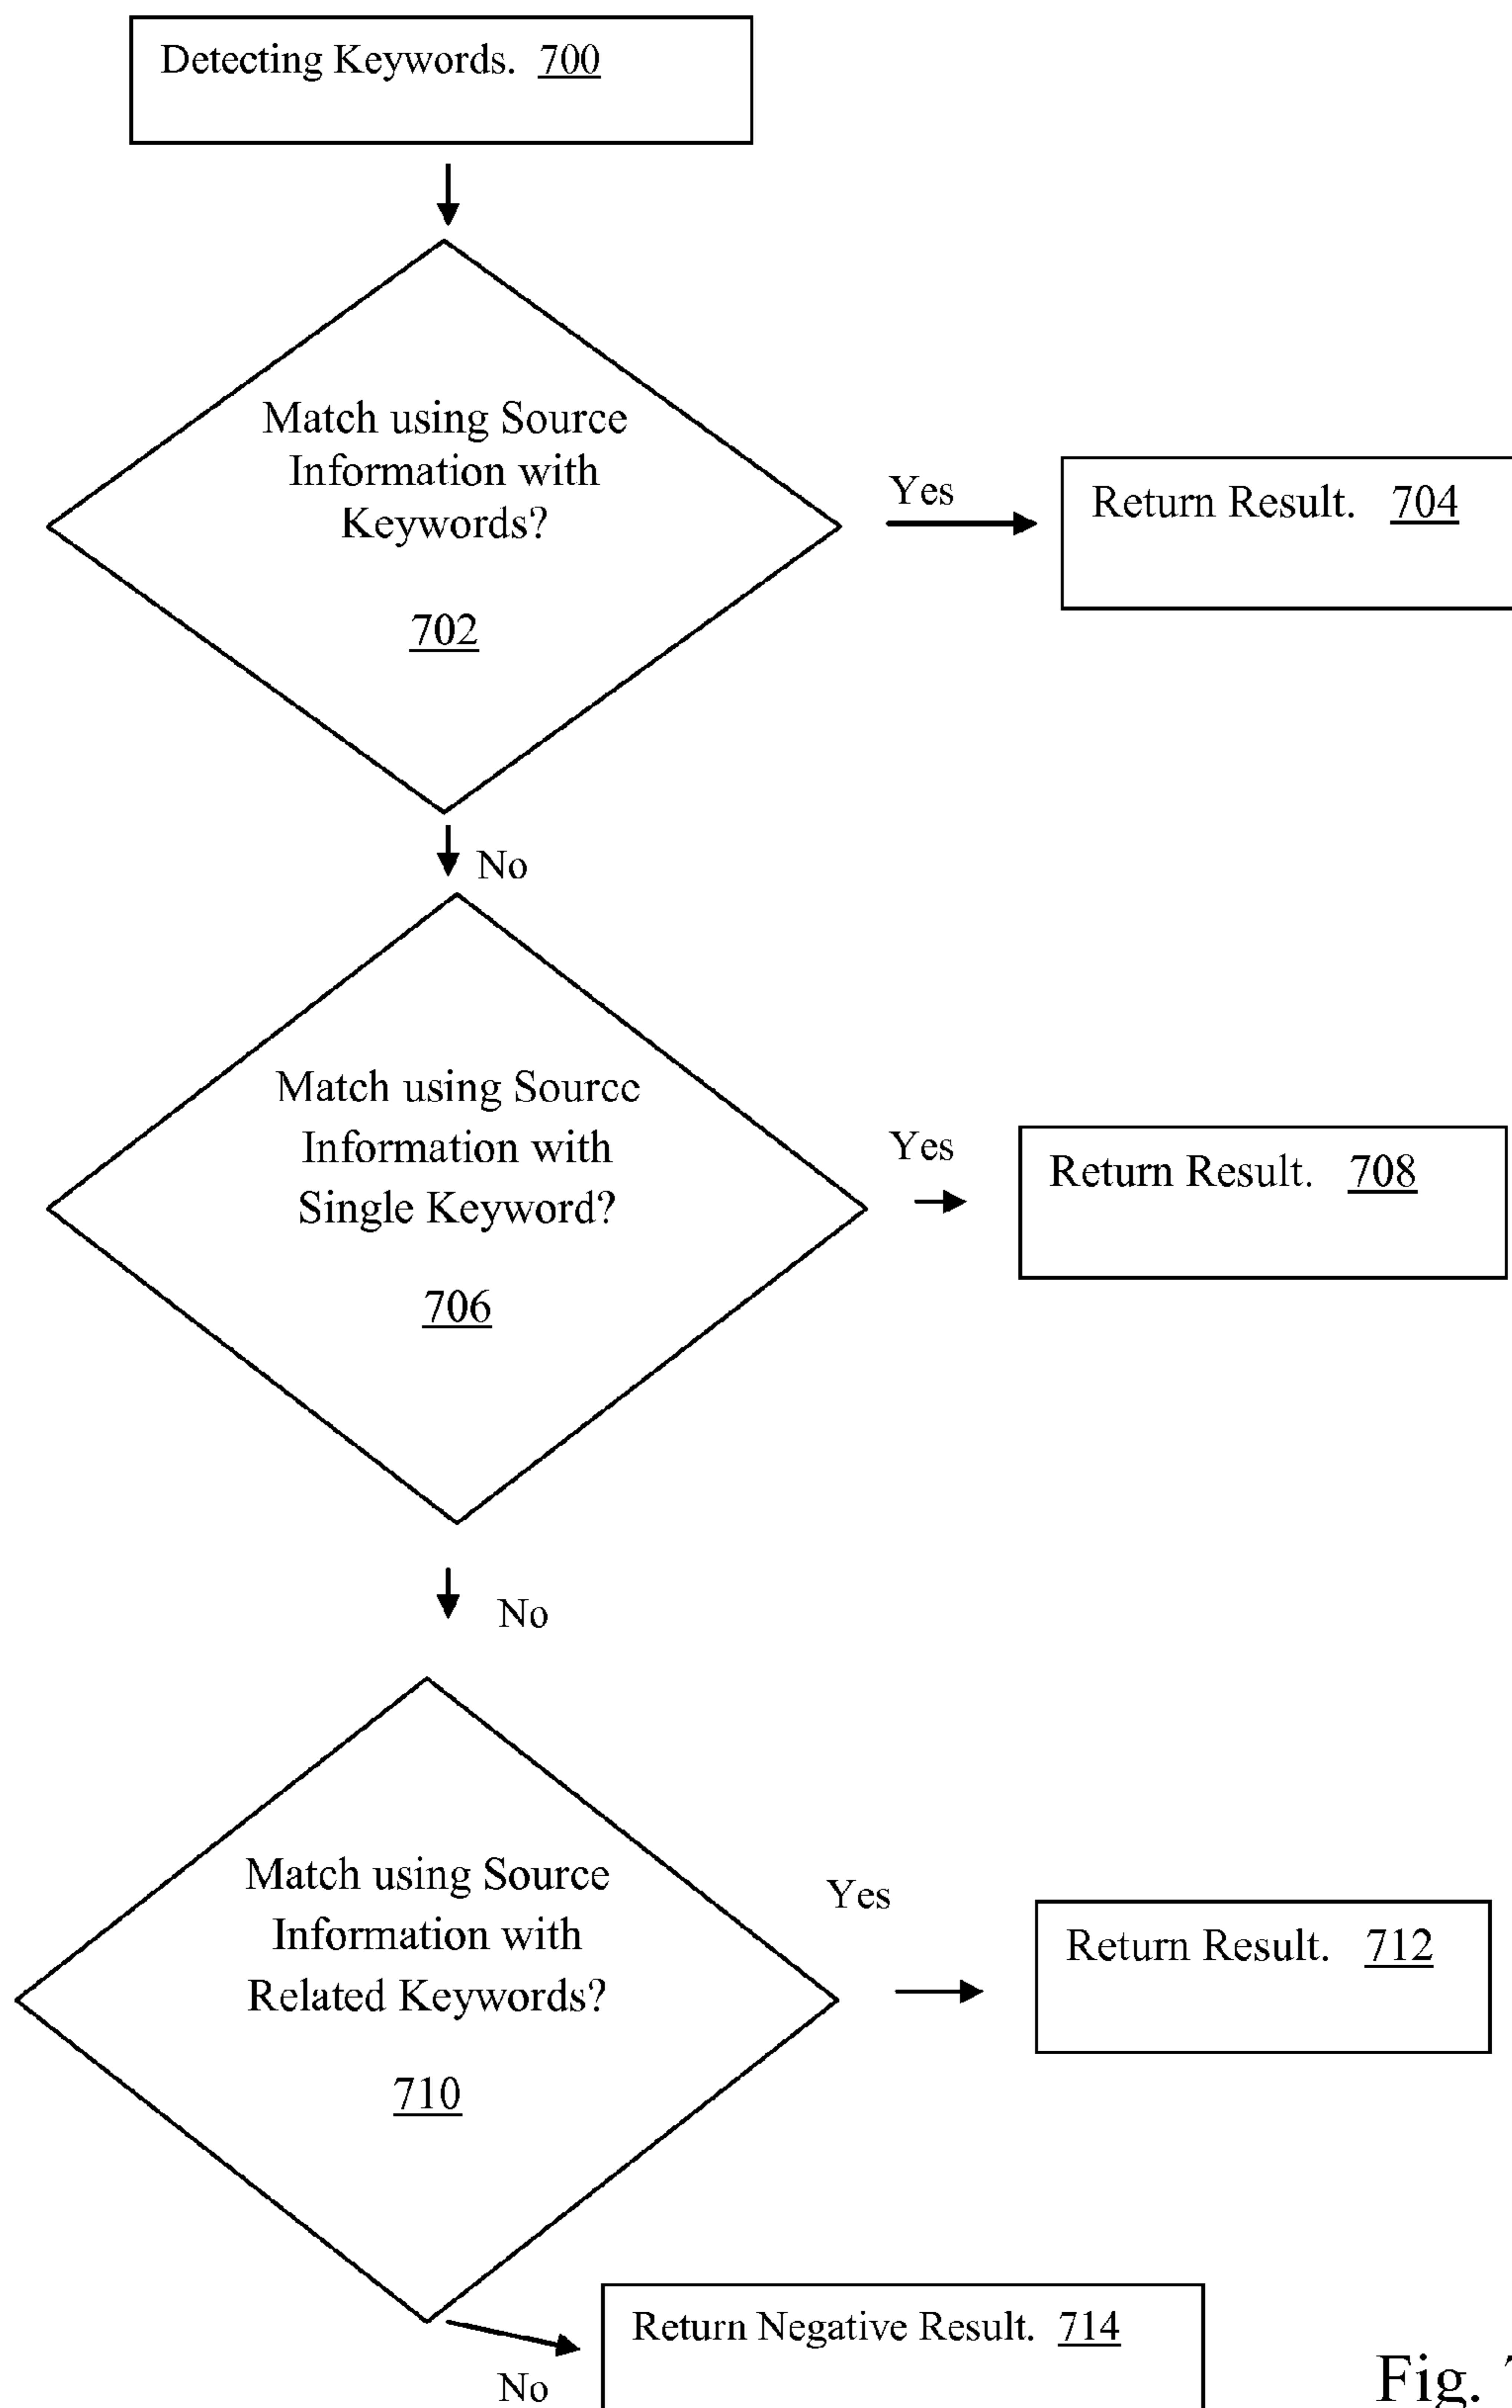 Detecting Keywords. 700
Match using Source
Information with
Keywords?
702
Yes
Return Result. 704
No
Match using Source
Information with
Single Keyword?
706
Yes
Return Result. 708
No
Match using Source
Information with
Related Keywords?
710
Yes
Return Result. 712
Return Negative Result. 714
No
Fig.